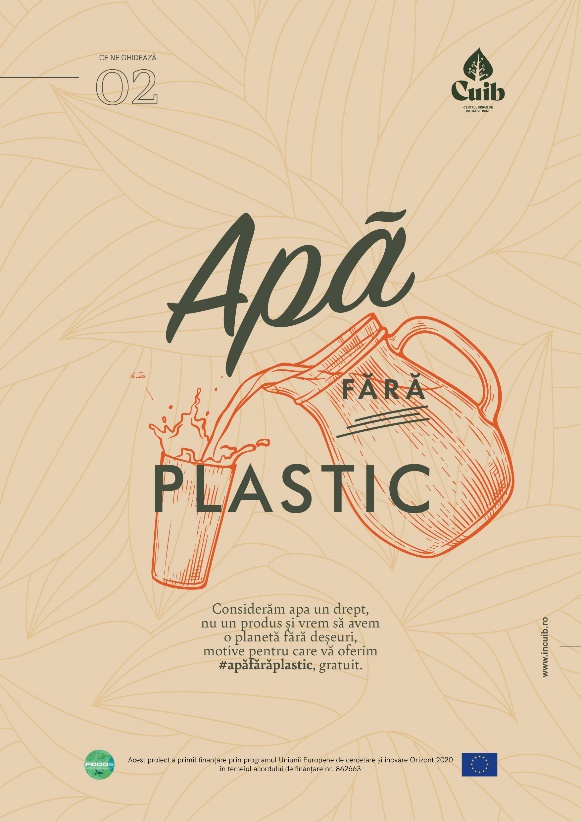 CE NE GHIDEAZĂ
02
Cuib
Apă
FĂRĂ
PLASTIC
Considerăm apa un drept,
nu un produs și vrem să avem
o planetă fără deșeuri,
motive pentru care vă oferim
#apăfărăplastic, gratuit.
www.incuib.ro
Acest proiect a primit finanțare prin programul Uniunii Europene de cercetare și inovare Orizont 2020
în temeiul acordului de finanțare nr. 862663